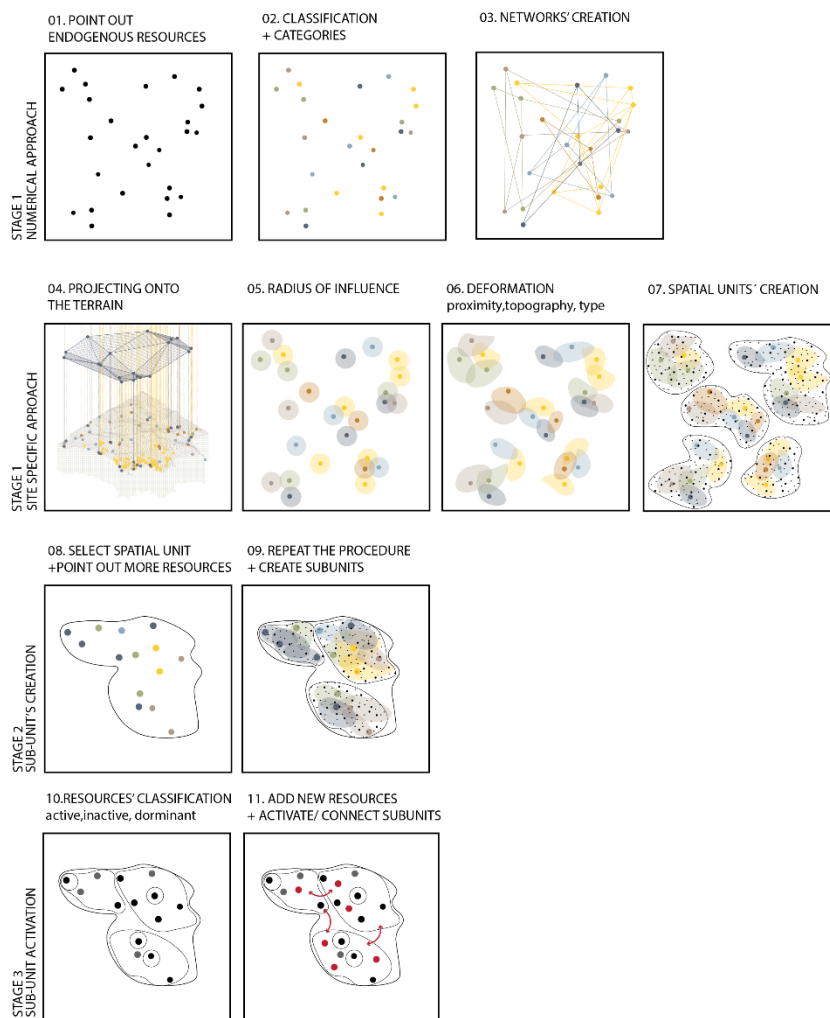 01. POINT OUT
ENDOGENOUS RESOURCES
02. CLASSIFICATION
+ CATEGORIES
03. NETWORKS' CREATION
STAGE 1
NUMERICAL APPROACH
04. PROJECTING ONTO
THE TERRAIN
05. RADIUS OF INFLUENCE
06. DEFORMATION
proximity,topography, type
07. SPATIAL UNITS´ CREATION
STAGE 1
SITE SPECIFIC APROACH
08. SELECT SPATIAL UNIT
+POINT OUT MORE RESOURCES
09. REPEAT THE PROCEDURE
+ CREATE SUBUNITS
STAGE 2
SUB-UNIT'S CREATION
10.RESOURCES' CLASSIFICATION
active,inactive, dormant
11. ADD NEW RESOURCES
+ ACTIVATE/ CONNECT SUBUNITS
STAGE 3
SUB-UNIT ACTIVATION